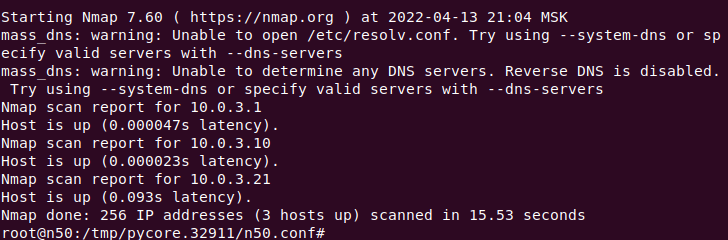 Starting Nmap 7.60 ( https://nmap.org ) at 2022-04-13 21:04 MSK
mass_dns: warning: Unable to open /etc/resolv.conf. Try using --system-dns or sp
ecify valid servers with --dns-servers
mass_dns: warning: Unable to determine any DNS servers. Reverse DNS is disabled.
 Try using --system-dns or specify valid servers with --dns-servers
Nmap scan report for 10.0.3.1
Host is up (0.000047s latency).
Nmap scan report for 10.0.3.10
Host is up (0.000023s latency).
Nmap scan report for 10.0.3.21
Host is up (0.093s latency).
Nmap done: 256 IP addresses (3 hosts up) scanned in 15.53 seconds
root@n50:/tmp/pycore.32911/n50.conf#